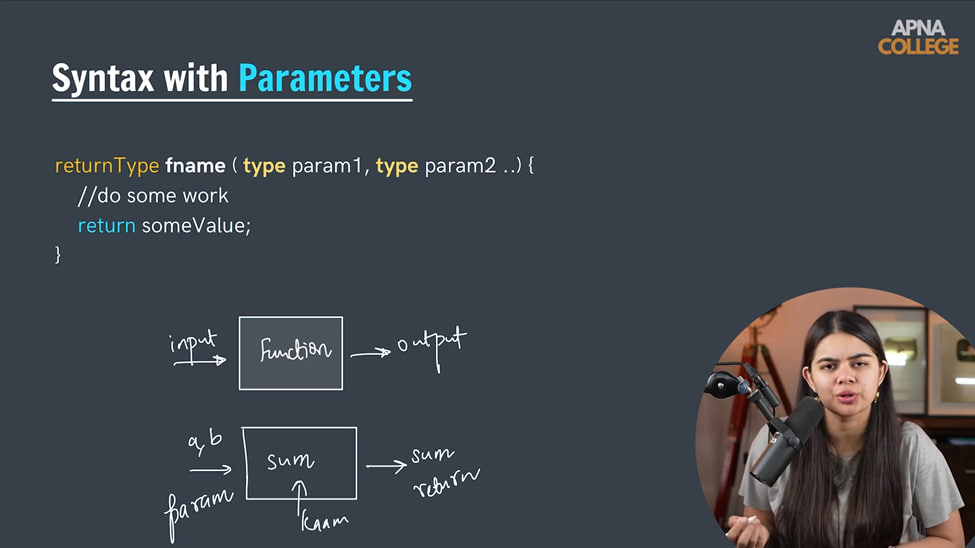 APNA
COLLEGE
Syntax with Parameters
returnType fname ( type param1, type param2 ..) {
//do some work
return someValue;
}
input
Function
output
a,b
sum
sum
return
param
kaam